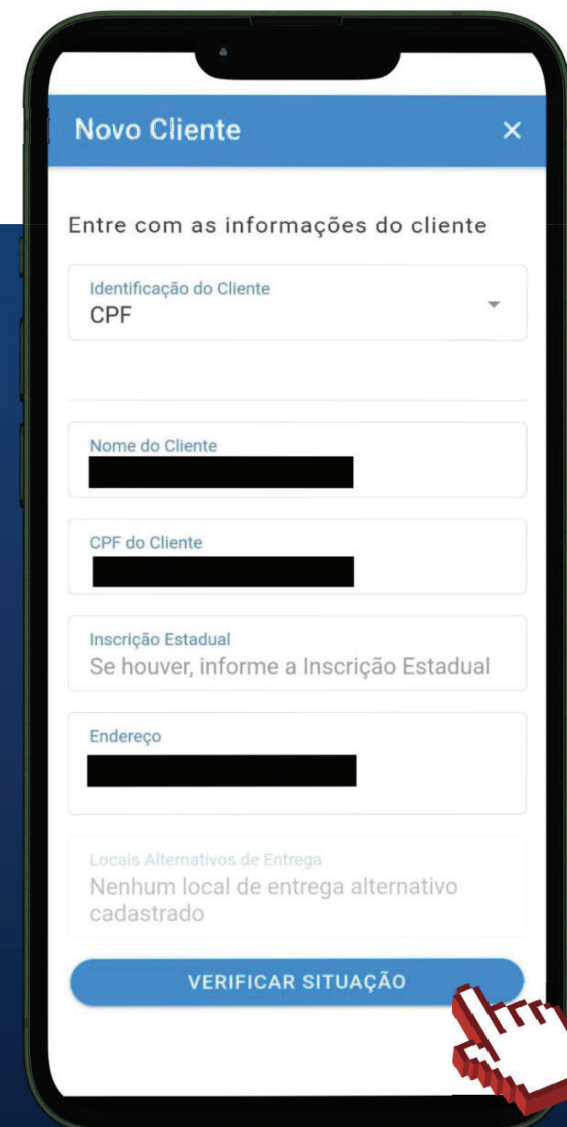 Novo Cliente
Entre com as informações do cliente
Identificação do Cliente
CPF
Nome do Cliente
CPF do Cliente
Inscrição Estadual
Se houver, informe a Inscrição Estadual
Endereço
Locais Alternativos de Entrega
Nenhum local de entrega alternativo
cadastrado
VERIFICAR SITUAÇÃO